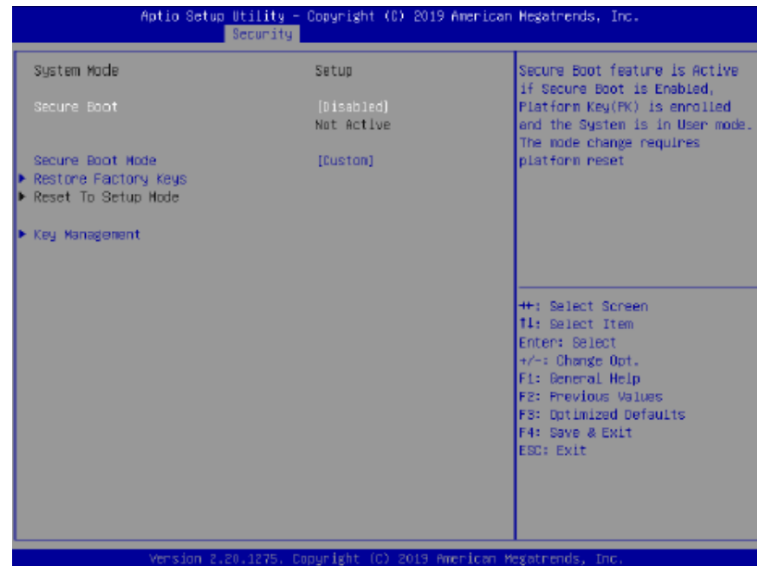 Aptio Setup Utility - Copyright (C) 2019 American Megatrends, Inc.
Security
System Mode Setup
Secure Boot [Disabled]
Not Active
Secure Boot Mode [Custom]
► Restore Factory Keys
► Reset To Setup Mode
► Key Management
Secure Boot feature is Active
if Secure Boot is Enabled,
Platform Key(PK) is enrolled
and the System is in User mode.
The mode change requires
platform reset
→←: Select Screen
↑↓: Select Item
Enter: Select
+/-: Change Opt.
F1: General Help
F2: Previous Values
F3: Optimized Defaults
F4: Save & Exit
ESC: Exit
Version 2.20.1275. Copyright (C) 2019 American Megatrends, Inc.